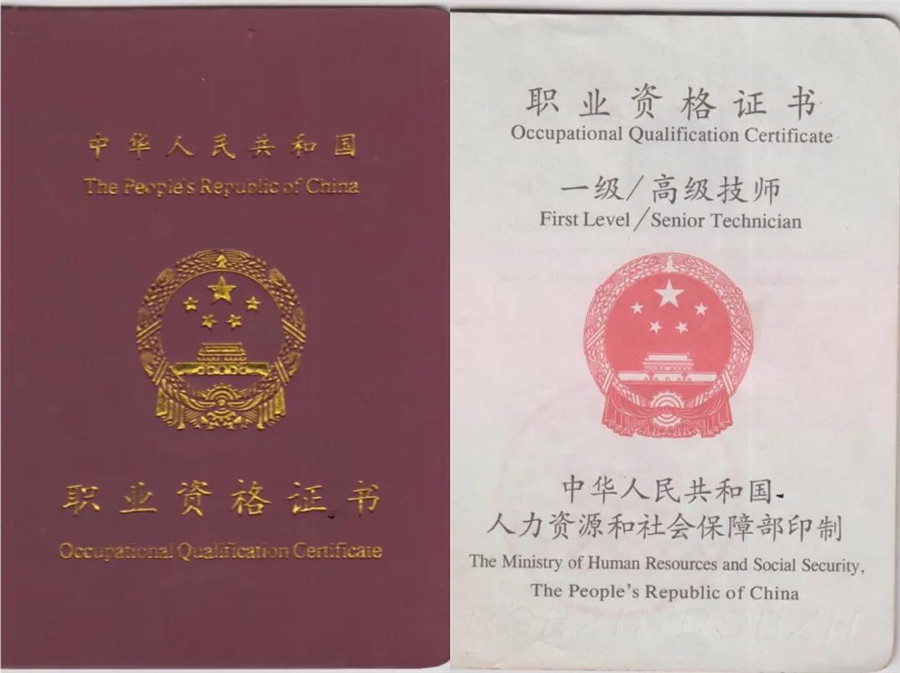 中华人民共和国
The People's Republic of China
职业资格证书
Occupational Qualification Certificate
职业资格证书
Occupational Qualification Certificate
一级/高级技师
First Level/Senior Technician
中华人民共和国
人力资源和社会保障部印制
The Ministry of Human Resources and Social Security,
The People's Republic of China